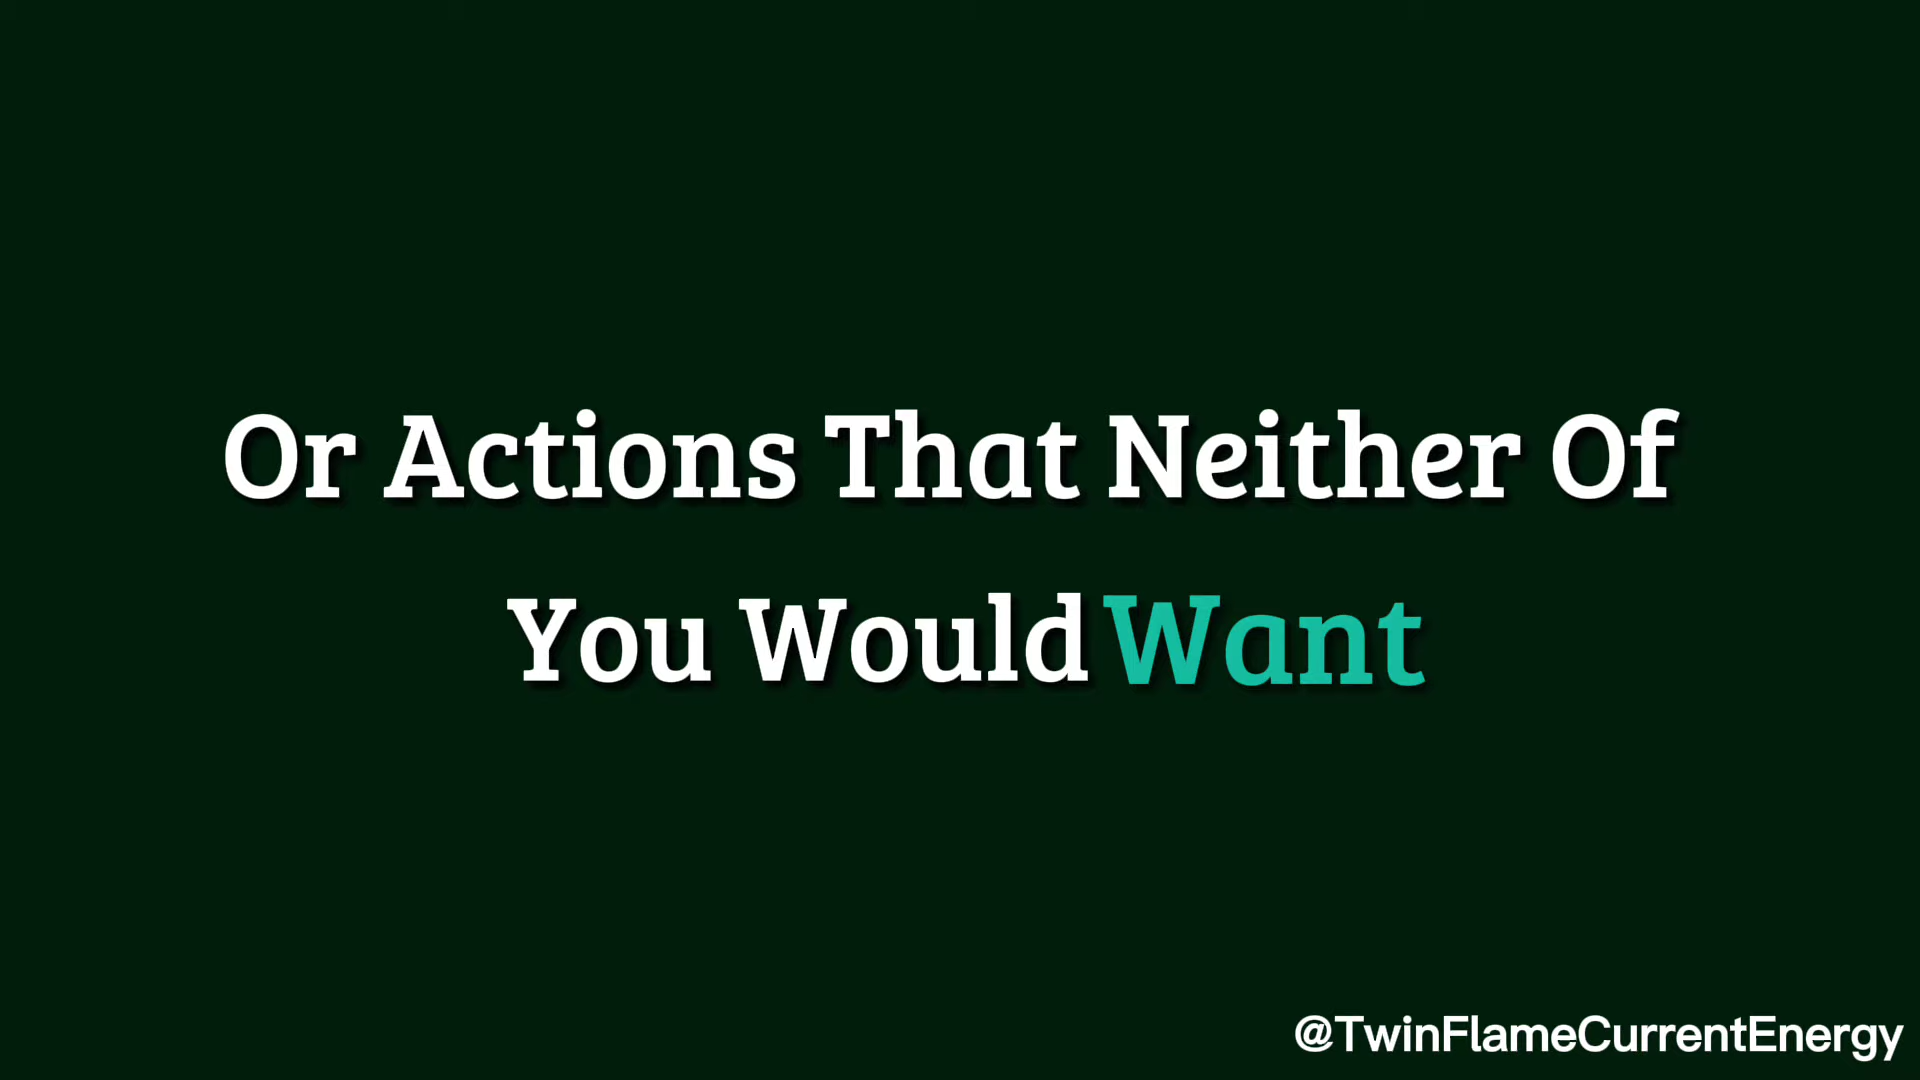 Or Actions That Neither Of
You Would Want
@TwinFlameCurrentEnergy